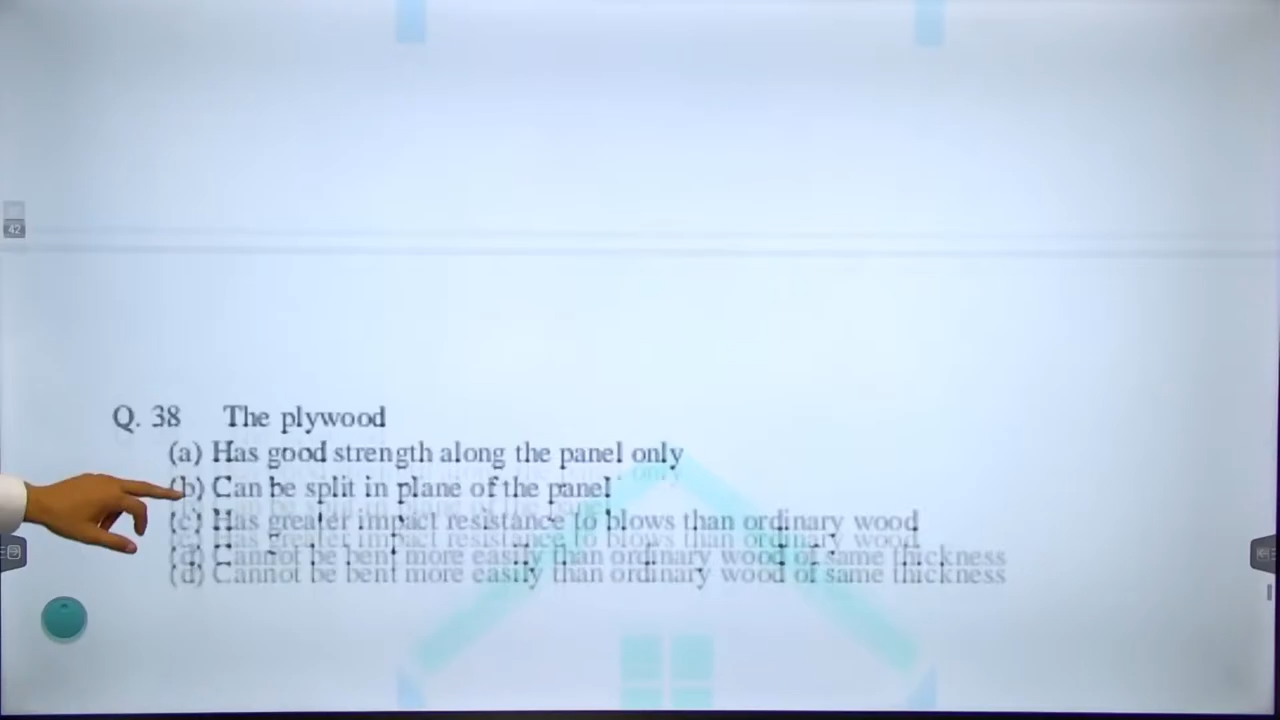 42
Q. 38 The plywood
(a) Has good strength along the panel only
(b) Can be split in plane of the panel
(c) Has greater impact resistance to blows than ordinary wood
(d) Cannot be bent more easily than ordinary wood of same thickness